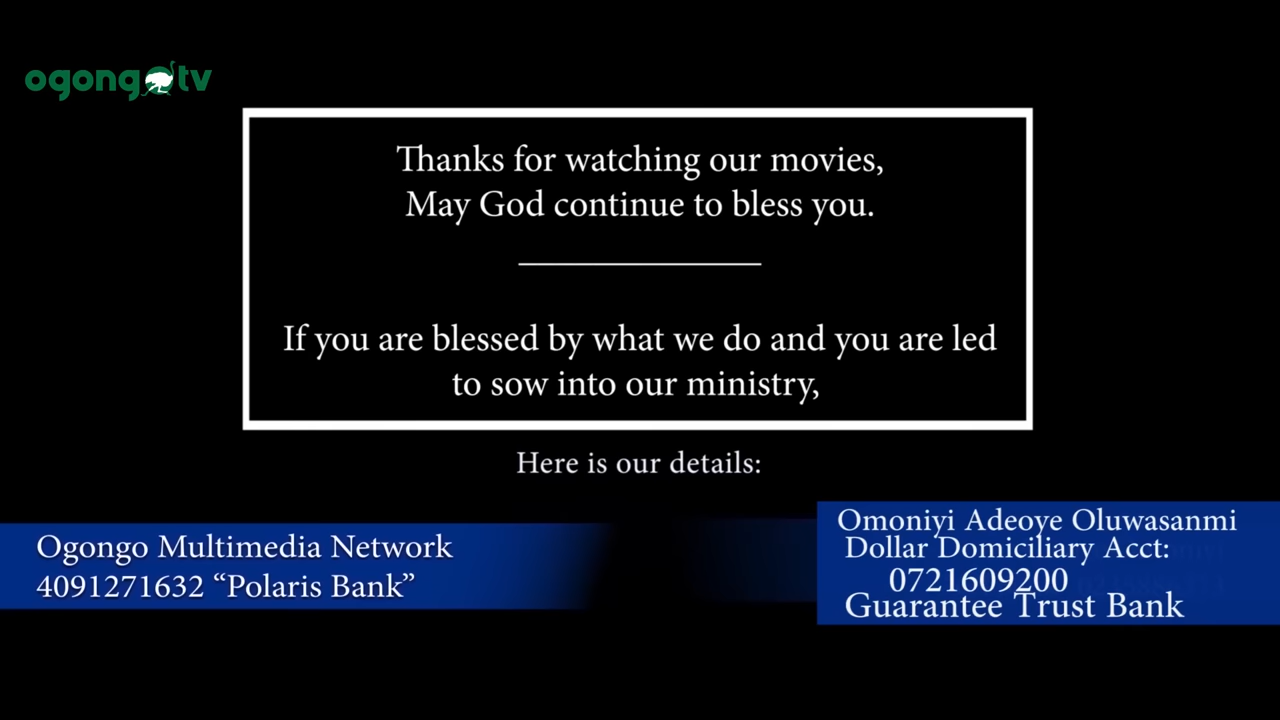 ogongotv
Thanks for watching our movies,
May God continue to bless you.
If you are blessed by what we do and you are led
to sow into our ministry,
Here is our details:
Ogongo Multimedia Network
4091271632 “Polaris Bank”
Omoniyi Adeoye Oluwasanmi
Dollar Domiciliary Acct:
0721609200
Guarantee Trust Bank